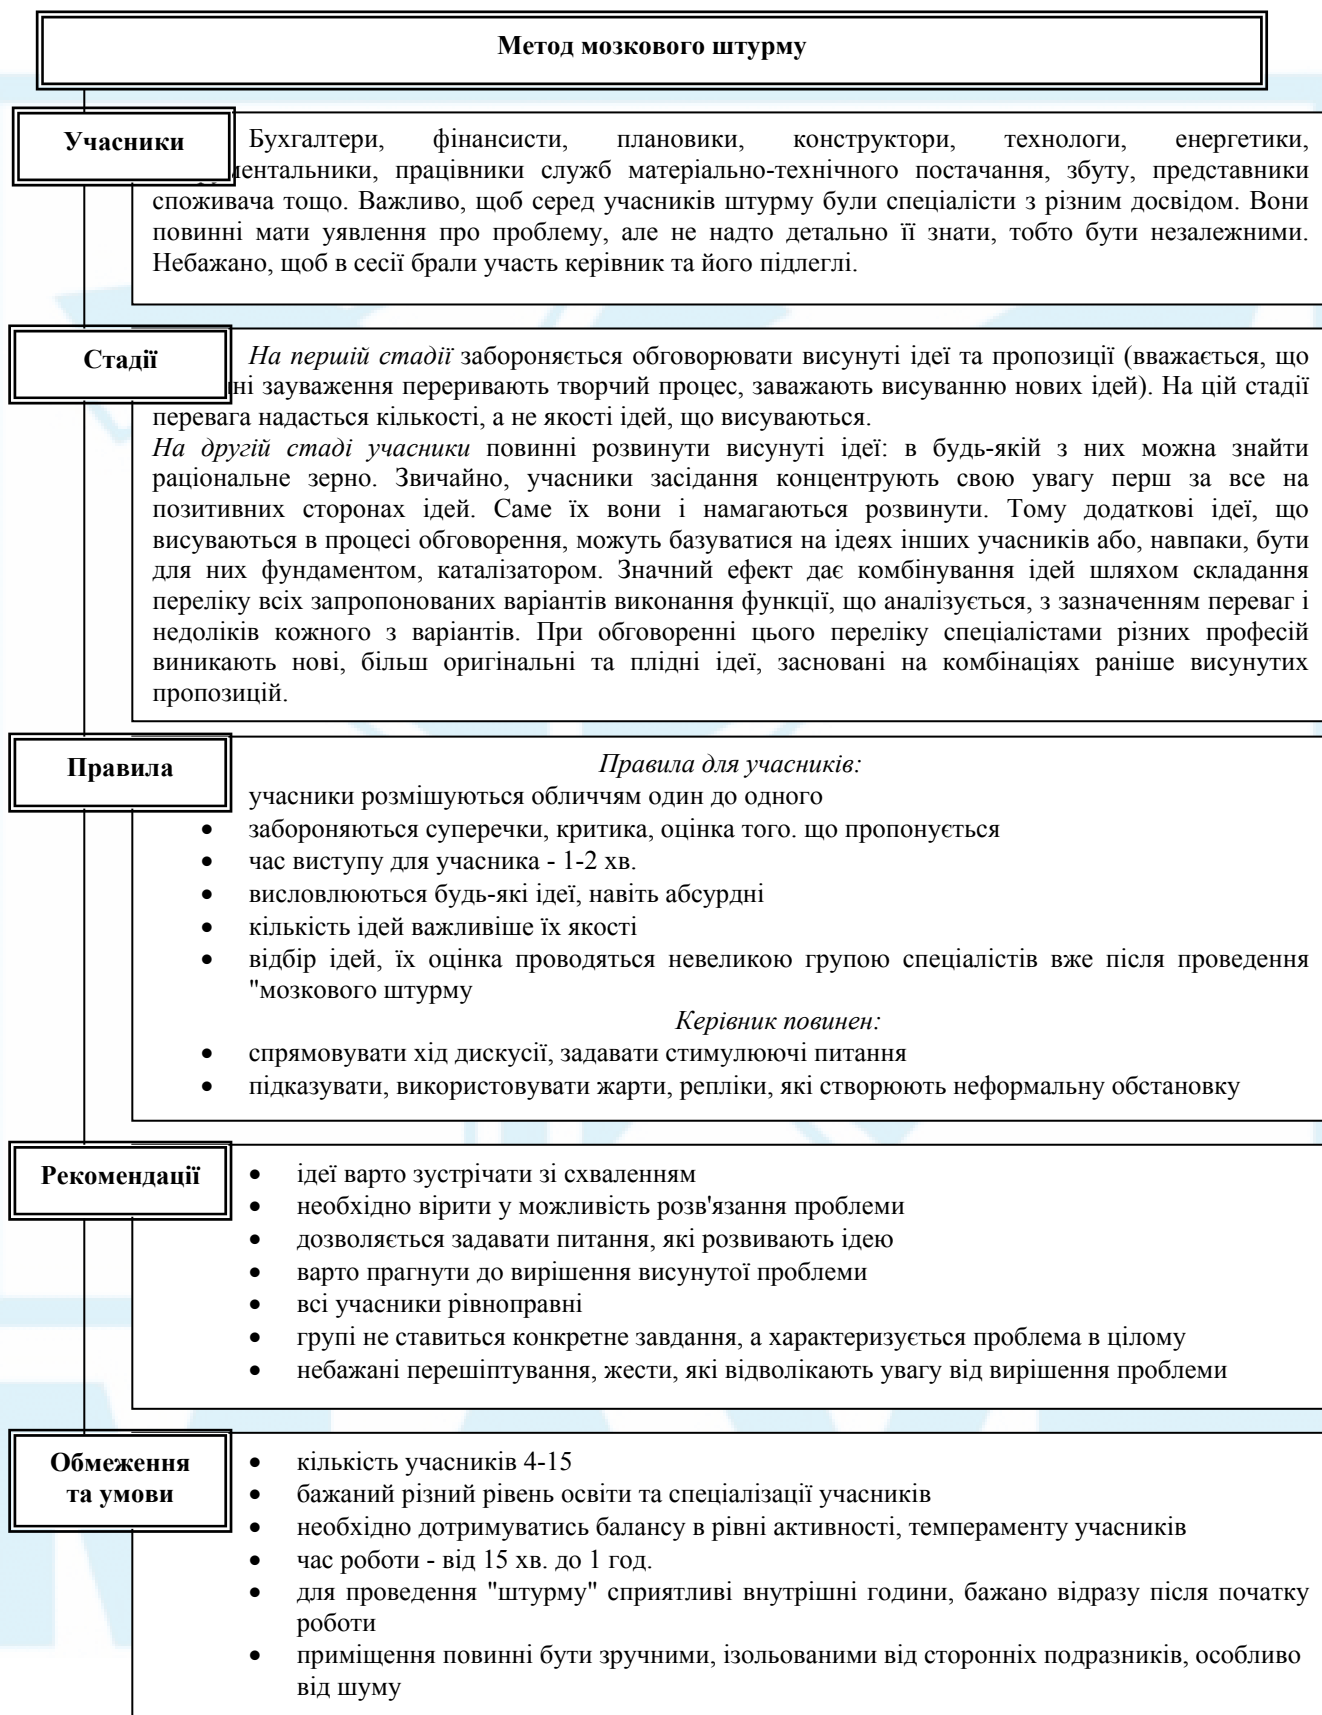 Метод мозкового штурму
Учасники
Бухгалтери, фінансисти, плановики, конструктори, технологи, енергетики,
ментальники, працівники служб матеріально-технічного постачання, збуту, представники
споживача тощо. Важливо, щоб серед учасників штурму були спеціалісти з різним досвідом. Вони
повинні мати уявлення про проблему, але не надто детально її знати, тобто бути незалежними.
Небажано, щоб в сесії брали участь керівник та його підлеглі.
Стадії
На першій стадії забороняється обговорювати висунуті ідеї та пропозиції (вважається, що
ні зауваження переривають творчий процес, заважають висуванню нових ідей). На цій стадії
перевага надасться кількості, а не якості ідей, що висуваються.
На другій стаді учасники повинні розвинути висунуті ідеї: в будь-якій з них можна знайти
раціональне зерно. Звичайно, учасники засідання концентрують свою увагу перш за все на
позитивних сторонах ідей. Саме їх вони і намагаються розвинути. Тому додаткові ідеї, що
висуваються в процесі обговорення, можуть базуватися на ідеях інших учасників або, навпаки, бути
для них фундаментом, каталізатором. Значний ефект дає комбінування ідей шляхом складання
переліку всіх запропонованих варіантів виконання функції, що аналізується, з зазначенням переваг і
недоліків кожного з варіантів. При обговоренні цього переліку спеціалістами різних професій
виникають нові, більш оригінальні та плідні ідеї, засновані на комбінаціях раніше висунутих
пропозицій.
Правила
Правила для учасників:
учасники розмішуються обличчям один до одного
• забороняються суперечки, критика, оцінка того. що пропонується
• час виступу для учасника - 1-2 хв.
• висловлюються будь-які ідеї, навіть абсурдні
• кількість ідей важливіше їх якості
• відбір ідей, їх оцінка проводяться невеликою групою спеціалістів вже після проведення
"мозкового штурму
Керівник повинен:
• спрямовувати хід дискусії, задавати стимулюючі питання
• підказувати, використовувати жарти, репліки, які створюють неформальну обстановку
Рекомендації
• ідеї варто зустрічати зі схваленням
• необхідно вірити у можливість розв'язання проблеми
• дозволяється задавати питання, які розвивають ідею
• варто прагнути до вирішення висунутої проблеми
• всі учасники рівноправні
• групі не ставиться конкретне завдання, а характеризується проблема в цілому
• небажані перешіптування, жести, які відволікають увагу від вирішення проблеми
Обмеження
та умови
• кількість учасників 4-15
• бажаний різний рівень освіти та спеціалізації учасників
• необхідно дотримуватись балансу в рівні активності, темпераменту учасників
• час роботи - від 15 хв. до 1 год.
• для проведення "штурму" сприятливі внутрішні години, бажано відразу після початку
роботи
• приміщення повинні бути зручними, ізольованими від сторонніх подразників, особливо
від шуму